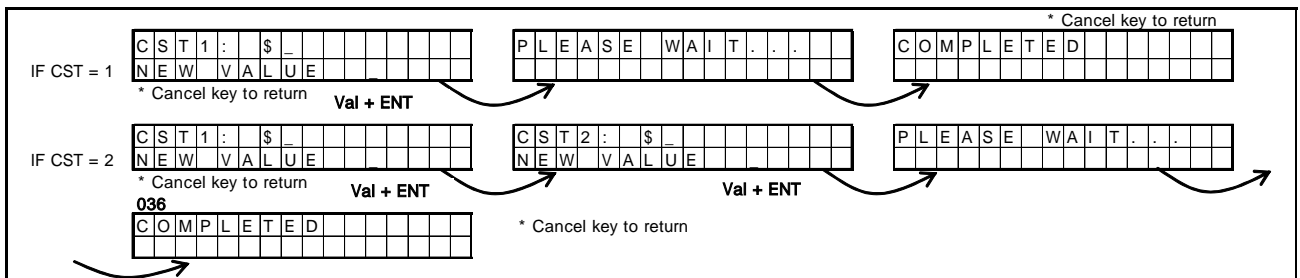 * Cancel key to return
CST1: $_ PLEASE WAIT... COMPLETED
IF CST = 1 NEW VALUE _
* Cancel key to return Val + ENT
CST1: $_ CST2: $_ PLEASE WAIT...
IF CST = 2 NEW VALUE _ NEW VALUE _
* Cancel key to return Val + ENT Val + ENT
036
COMPLETED * Cancel key to return